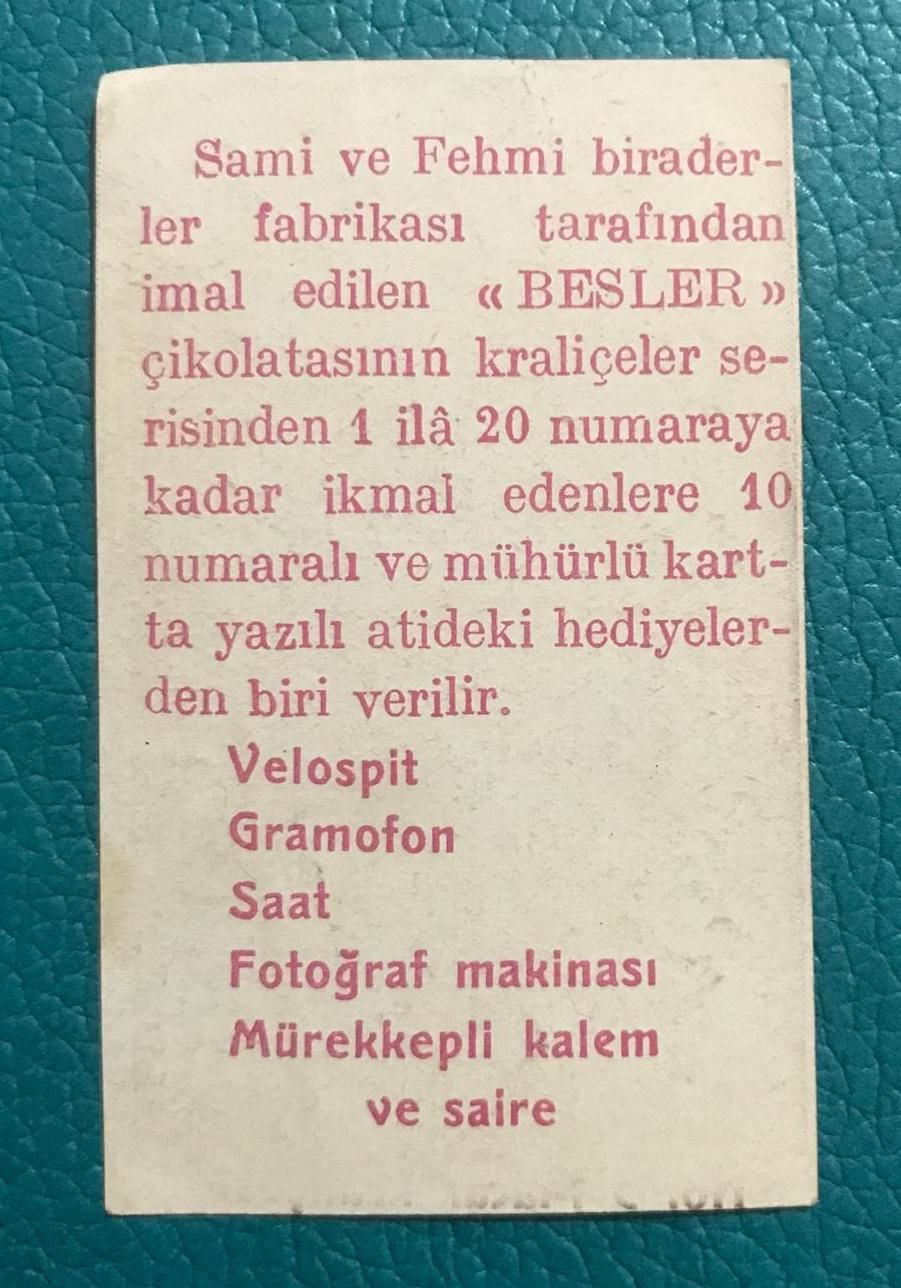 Sami ve Fehmi birader-
ler fabrikası tarafından
imal edilen « BESLER »
çikolatasının kraliçeler se-
risinden 1 ilâ 20 numaraya
kadar ikmal edenlere 10
numaralı ve mühürlü kart-
ta yazılı atideki hediyeler-
den biri verilir.
Velospit
Gramofon
Saat
Fotoğraf makinası
Mürekkepli kalem
ve saire